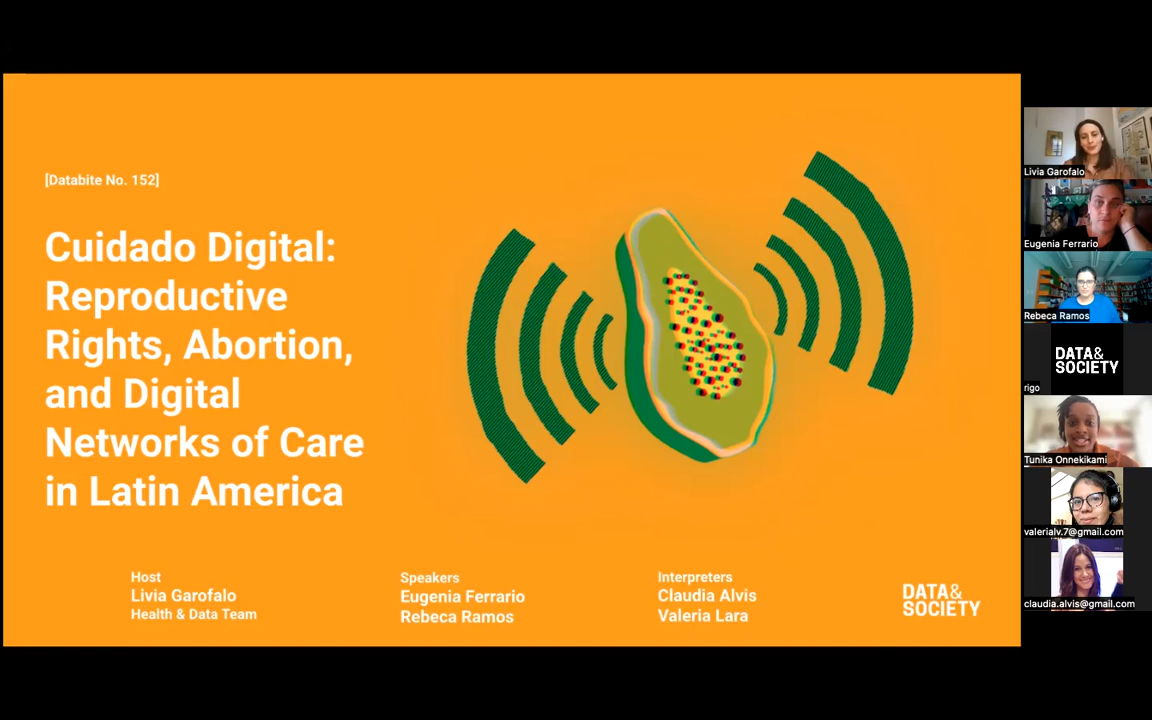 [Databite No. 152]
Cuidado Digital:
Reproductive
Rights, Abortion,
and Digital
Networks of Care
in Latin America
Host
Livia Garofalo
Health & Data Team
Speakers
Eugenia Ferrario
Rebeca Ramos
Interpreters
Claudia Alvis
Valeria Lara
DATA&
SOCIETY
Livia Garofalo
Eugenia Ferrario
Rebeca Ramos
DATA&
SOCIETY
rigo
Tunika Onnekikami
valerialv.7@gmail.com
claudia.alvis@gmail.com